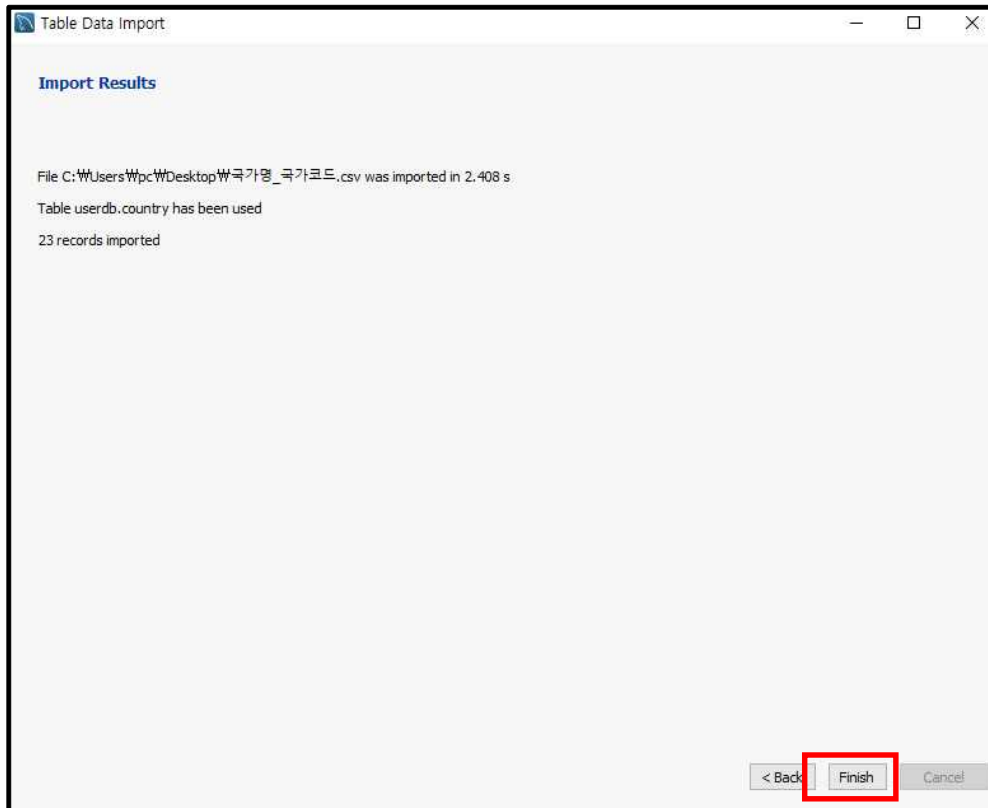 Table Data Import
Import Results
File C:₩Users₩pc₩Desktop₩국가명_국가코드.csv was imported in 2.408 s
Table userdb.country has been used
23 records imported
< Back Finish Cancel